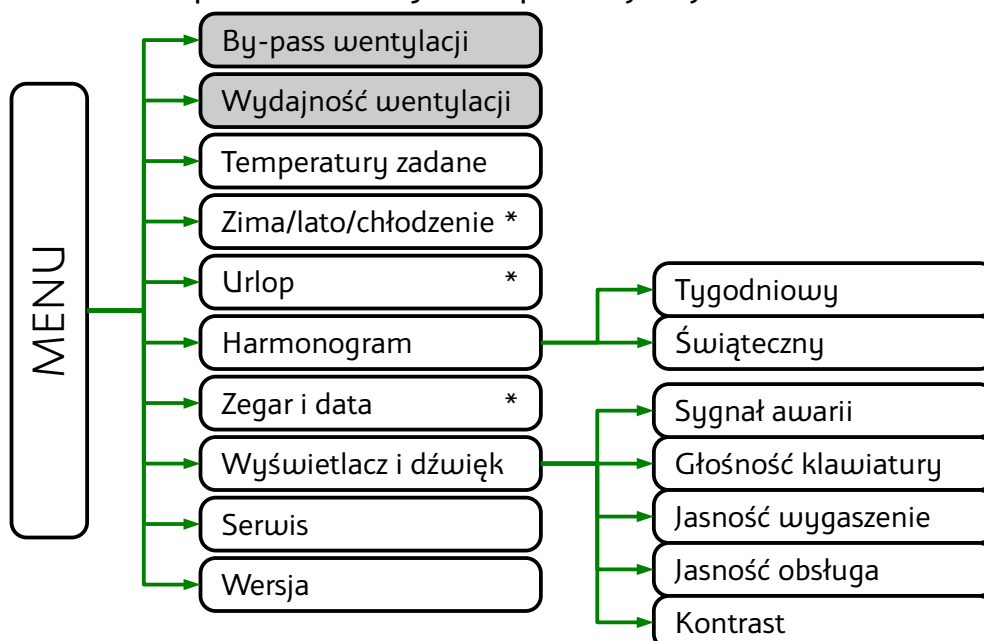 MENU
By-pass wentylacji
Wydajność wentylacji
Temperatury zadane
Zima/lato/chłodzenie *
Urlop *
Harmonogram
Zegar i data *
Wyświetlacz i dźwięk
Serwis
Wersja
Tygodniowy
Świąteczny
Sygnał awarii
Głośność klawiatury
Jasność wygaszenie
Jasność obsługa
Kontrast